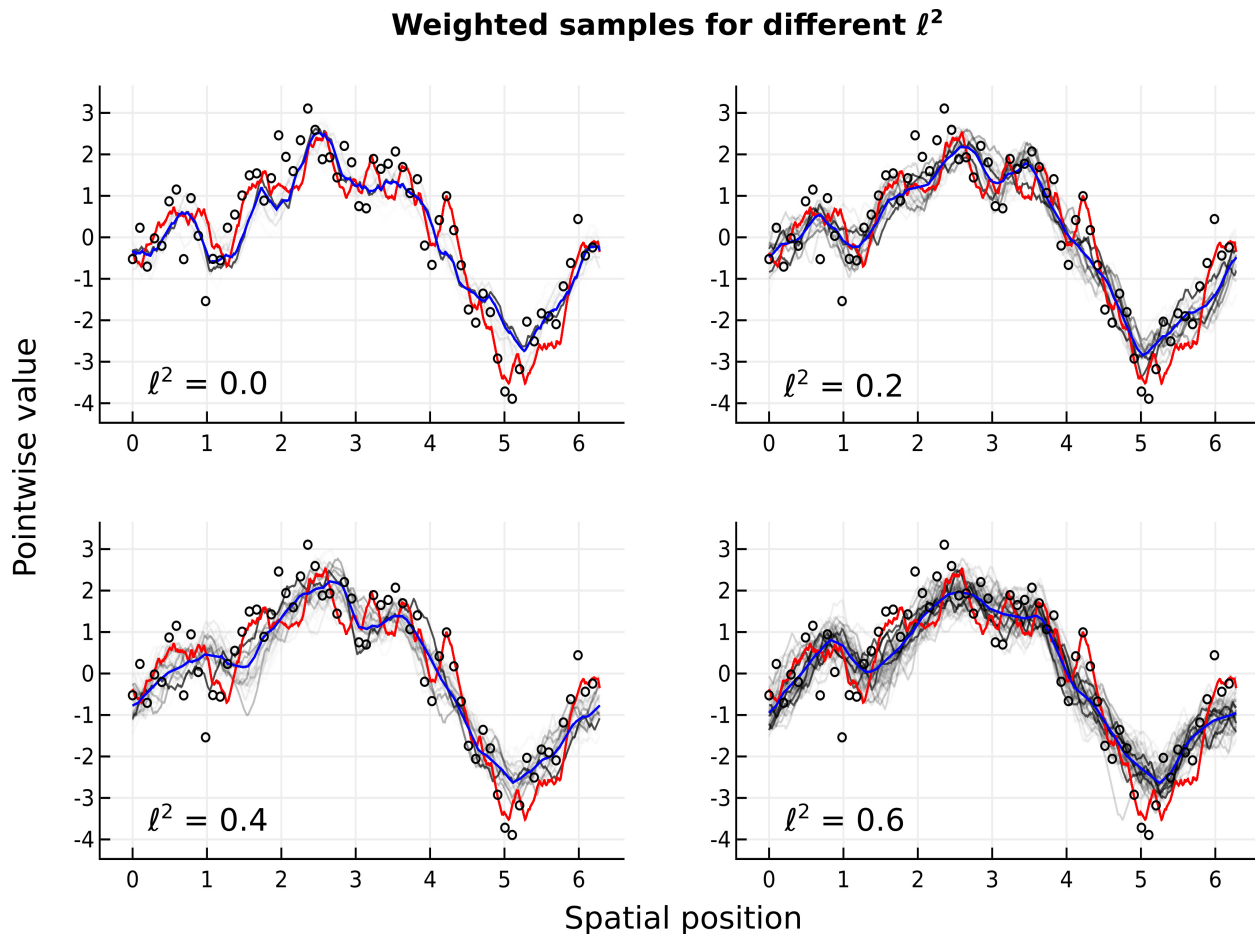 Weighted samples for different ℓ²
Pointwise value
3
2
1
0
-1
-2
-3
-4
ℓ² = 0.0
0 1 2 3 4 5 6
3
2
1
0
-1
-2
-3
-4
ℓ² = 0.2
0 1 2 3 4 5 6
3
2
1
0
-1
-2
-3
-4
ℓ² = 0.4
0 1 2 3 4 5 6
3
2
1
0
-1
-2
-3
-4
ℓ² = 0.6
0 1 2 3 4 5 6
Spatial position